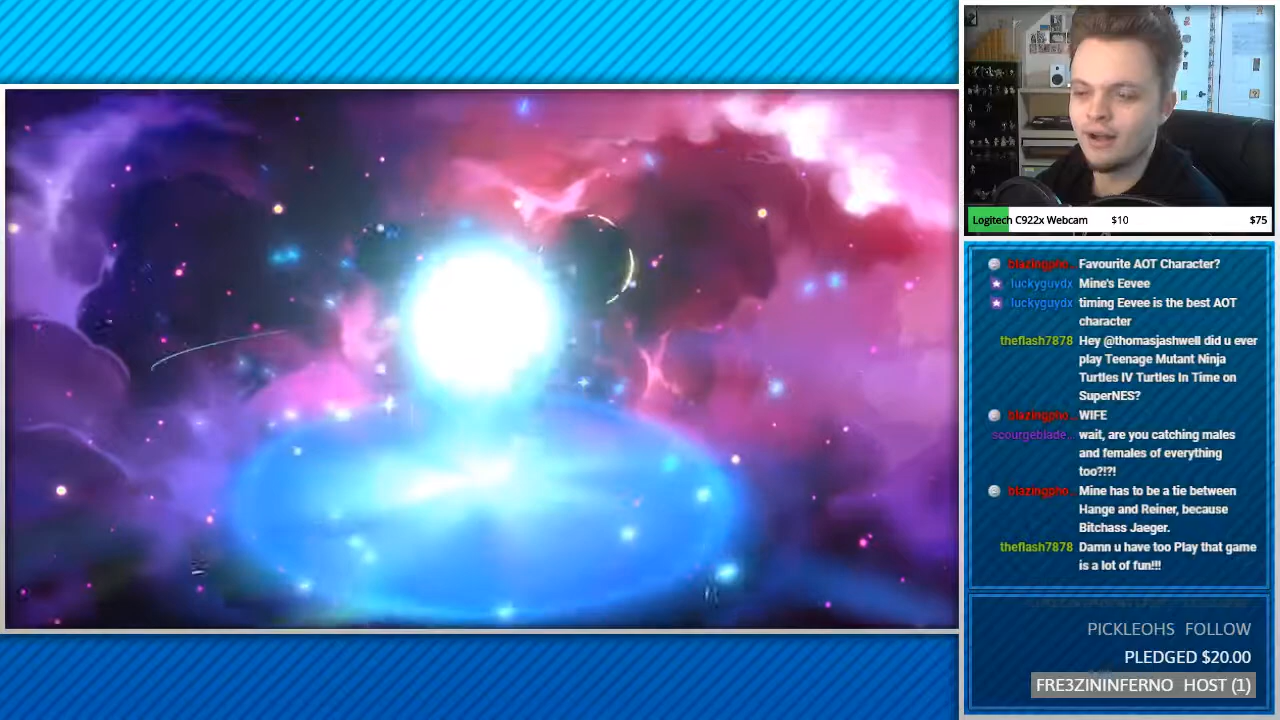 Logitech C922x Webcam $10 $75
blazingpho... Favourite AOT Character?
luckyguydx Mine's Eevee
luckyguydx timing Eevee is the best AOT
character
theflash7878 Hey @thomasjashwell did u ever
play Teenage Mutant Ninja
Turtles IV Turtles In Time on
SuperNES?
blazingpho... WIFE
scourgeblade... wait, are you catching males
and females of everything
too?!?!
blazingpho... Mine has to be a tie between
Hange and Reiner, because
Bitchass Jaeger.
theflash7878 Damn u have too Play that game
is a lot of fun!!!
PICKLEOHS FOLLOW
PLEDGED $20.00
FRE3ZININFERNO HOST (1)